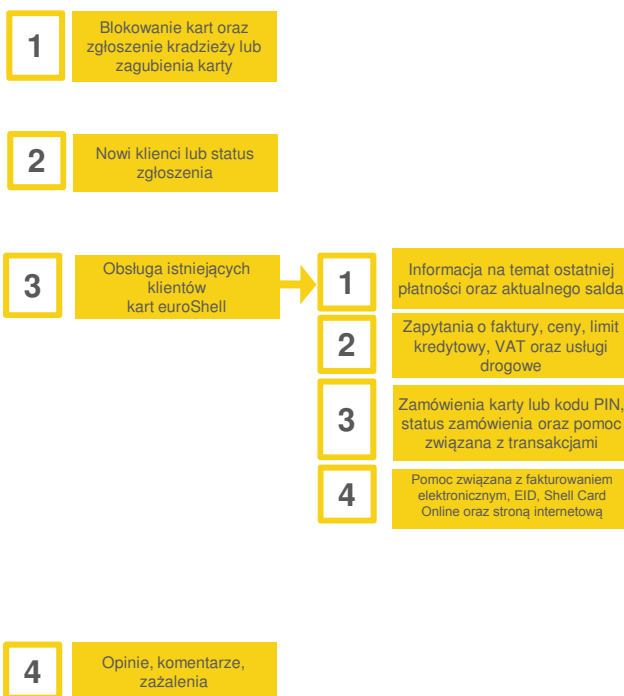 1
Blokowanie kart oraz
zgłoszenie kradzieży lub
zagubienia karty
2
Nowi klienci lub status
zgłoszenia
3
Obsługa istniejących
klientów
kart euroShell
1
Informacja na temat ostatniej
płatności oraz aktualnego salda
2
Zapytania o faktury, ceny, limit
kredytowy, VAT oraz usługi
drogowe
3
Zamówienia karty lub kodu PIN,
status zamówienia oraz pomoc
związana z transakcjami
4
Pomoc związana z fakturowaniem
elektronicznym, EID, Shell Card
Online oraz stroną internetową
4
Opinie, komentarze,
zażalenia